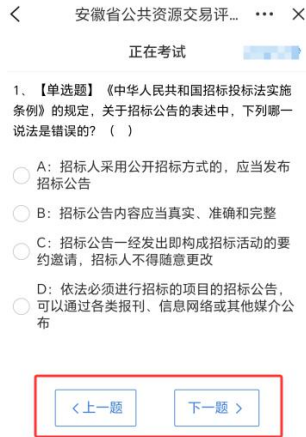 安徽省公共资源交易评...
正在考试
1、【单选题】《中华人民共和国招标投标法实施
条例》的规定，关于招标公告的表述中，下列哪一
说法是错误的？（ ）
A：招标人采用公开招标方式的，应当发布
招标公告
B：招标公告内容应当真实、准确和完整
C：招标公告一经发出即构成招标活动的要
约邀请，招标人不得随意更改
D：依法必须进行招标的项目的招标公告，
可以通过各类报刊、信息网络或其他媒介公
布
<上一题
下一题 >